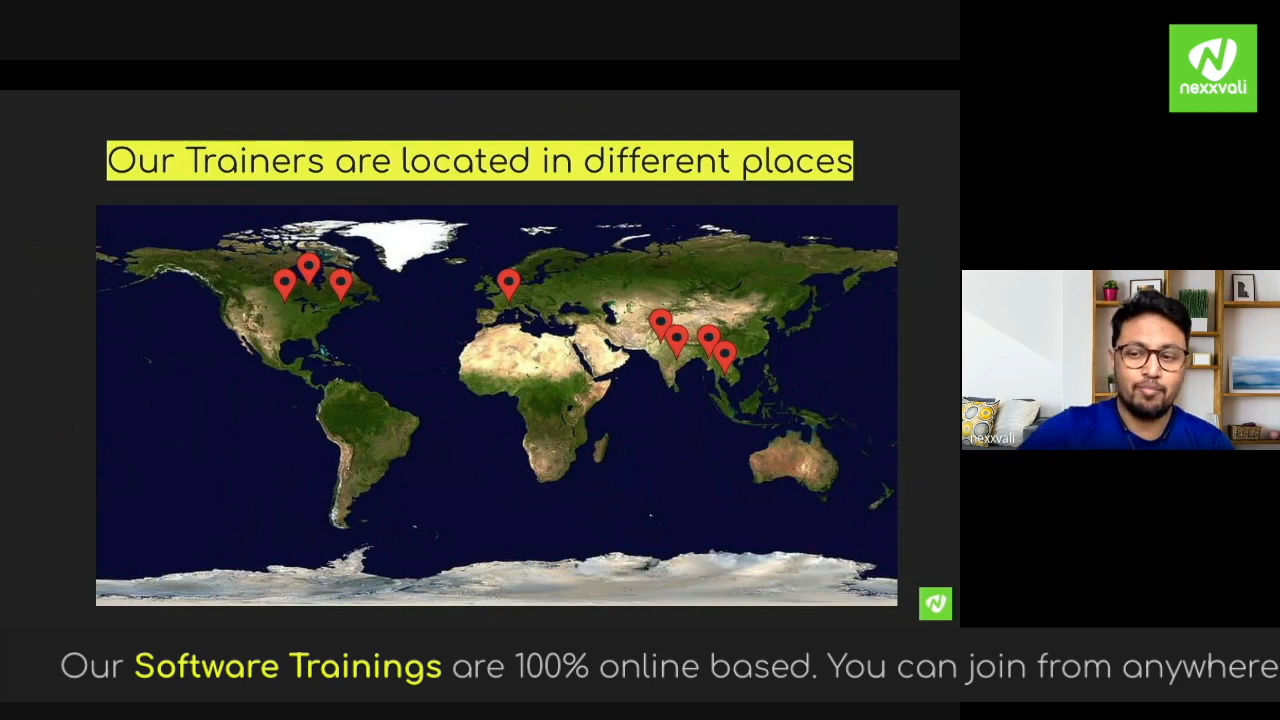 nexxvali
Our Trainers are located in different places
nexxvali
Our Software Trainings are 100% online based. You can join from anywhere